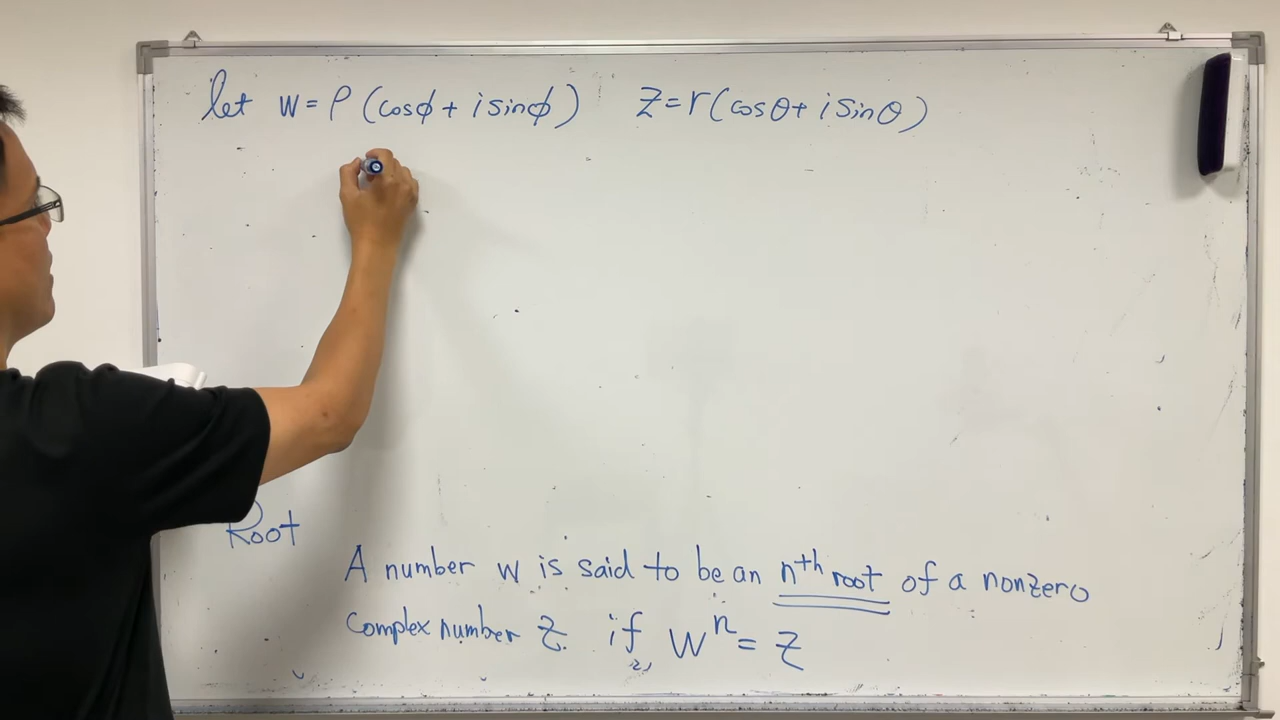 let w = ρ (cosϕ + i sinϕ) z = r (cosθ + i sinθ)
Root
A number w is said to be an nth root of a nonzero
complex number z. if wⁿ = z